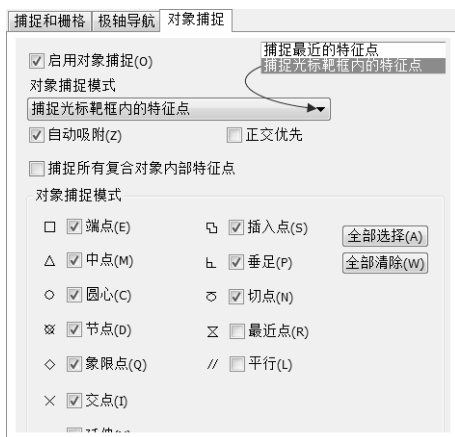 捕捉和栅格 极轴导航 对象捕捉
启用对象捕捉(O)
捕捉最近的特征点
捕捉光标靶框内的特征点
对象捕捉模式
捕捉光标靶框内的特征点
自动吸附(Z) 正交优先
捕捉所有复合对象内部特征点
对象捕捉模式
端点(E) 插入点(S) 全部选择(A)
中点(M) 垂足(P) 全部清除(W)
圆心(C) 切点(N)
节点(D) 最近点(R)
象限点(Q) 平行(L)
交点(I)